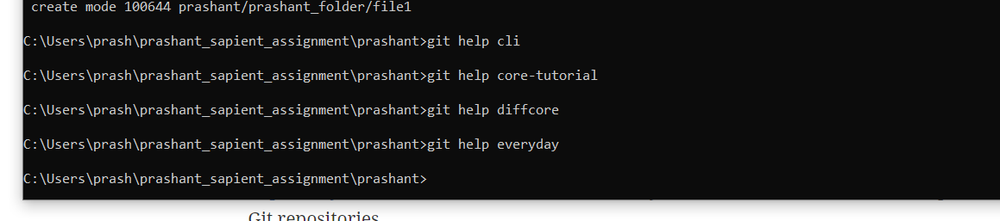 create mode 100644 prashant/prashant_folder/file1
C:\Users\prash\prashant_sapient_assignment\prashant>git help cli
C:\Users\prash\prashant_sapient_assignment\prashant>git help core-tutorial
C:\Users\prash\prashant_sapient_assignment\prashant>git help diffcore
C:\Users\prash\prashant_sapient_assignment\prashant>git help everyday
C:\Users\prash\prashant_sapient_assignment\prashant>
Git repositories